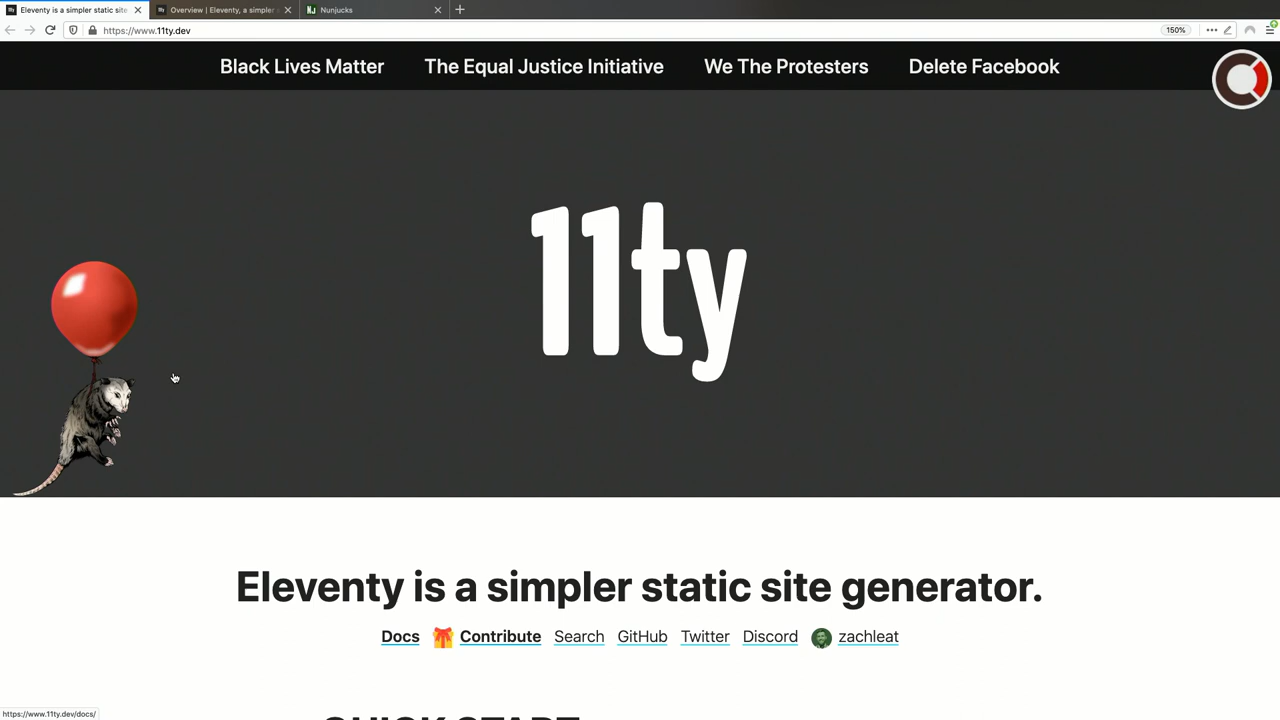 Eleventy is a simpler static site
Overview | Eleventy, a simpler s
Nunjucks
https://www.11ty.dev
150%
Black Lives Matter
The Equal Justice Initiative
We The Protesters
Delete Facebook
11ty
Eleventy is a simpler static site generator.
Docs
Contribute
Search
GitHub
Twitter
Discord
zachleat
QUICK START
https://www.11ty.dev/docs/